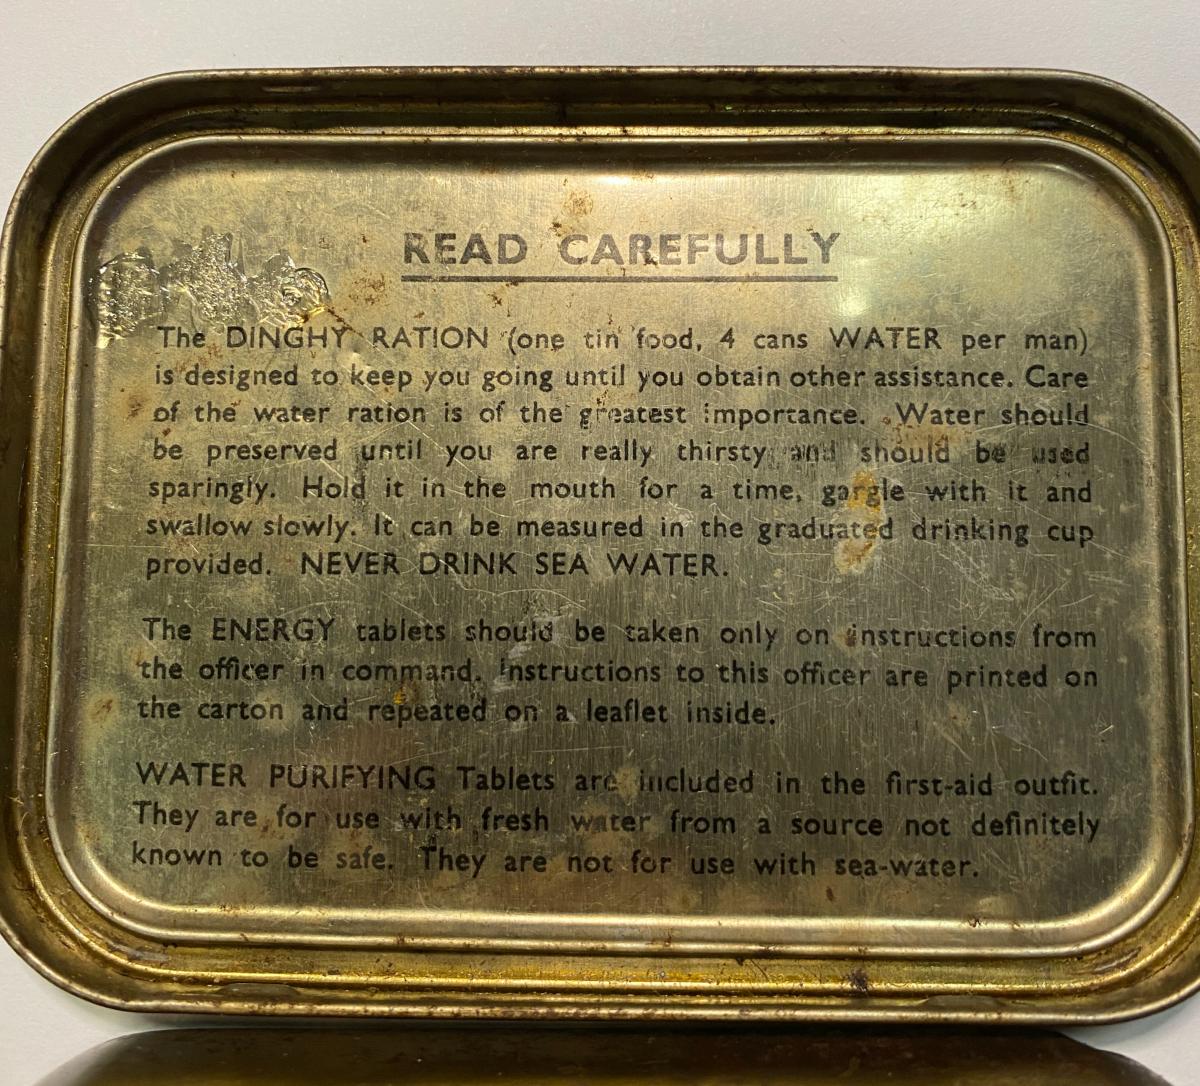 READ CAREFULLY
The DINGHY RATION (one tin food, 4 cans WATER per man)
is designed to keep you going until you obtain other assistance. Care
of the water ration is of the greatest importance. Water should
be preserved until you are really thirsty and should be used
sparingly. Hold it in the mouth for a time, gargle with it and
swallow slowly. It can be measured in the graduated drinking cup
provided. NEVER DRINK SEA WATER.
The ENERGY tablets should be taken only on instructions from
the officer in command. Instructions to this officer are printed on
the carton and repeated on a leaflet inside.
WATER PURIFYING Tablets are included in the first-aid outfit.
They are for use with fresh water from a source not definitely
known to be safe. They are not for use with sea-water.